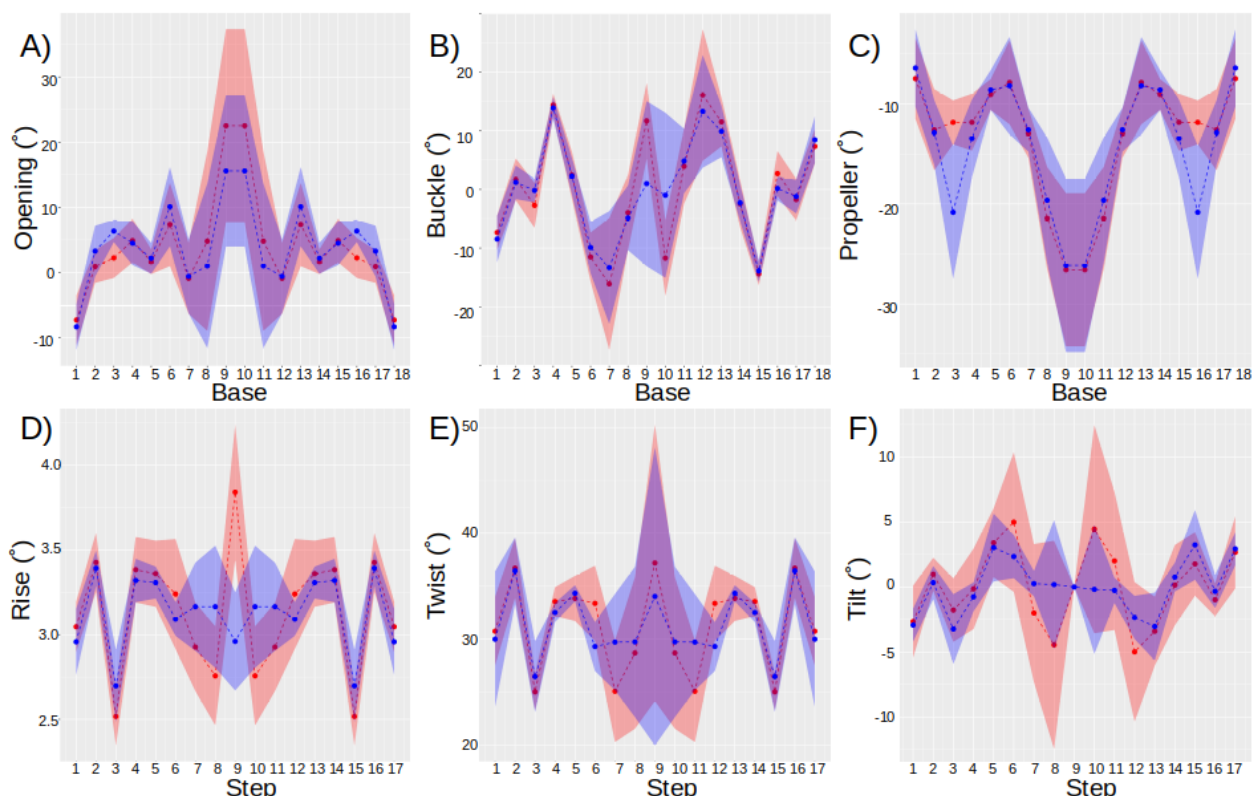 A)
Opening (°)
30
20
10
0
-10
1 2 3 4 5 6 7 8 9 10 11 12 13 14 15 16 17 18
Base
B)
Buckle (°)
20
10
0
-10
-20
1 2 3 4 5 6 7 8 9 10 11 12 13 14 15 16 17 18
Base
C)
Propeller (°)
-10
-20
-30
1 2 3 4 5 6 7 8 9 10 11 12 13 14 15 16 17 18
Base
D)
Rise (°)
4.0
3.5
3.0
2.5
1 2 3 4 5 6 7 8 9 10 11 12 13 14 15 16 17
Step
E)
Twist (°)
50
40
30
20
1 2 3 4 5 6 7 8 9 10 11 12 13 14 15 16 17
Step
F)
Tilt (°)
10
5
0
-5
-10
1 2 3 4 5 6 7 8 9 10 11 12 13 14 15 16 17
Step